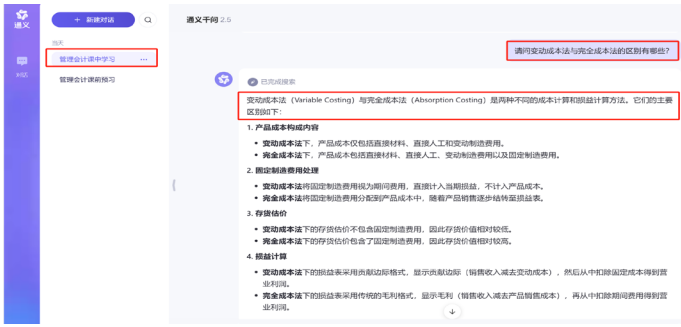 通义
+ 新建对话
通义千问 2.5
当天
管理会计课中学习 ...
管理会计课前预习
对话
请问变动成本法与完全成本法的区别有哪些?
已完成搜索
变动成本法（Variable Costing）与完全成本法（Absorption Costing）是两种不同的成本计算和损益计算方法。它们的主要
区别如下：
1. 产品成本构成内容
• 变动成本法下，产品成本仅包括直接材料、直接人工和变动制造费用。
• 完全成本法下，产品成本包括直接材料、直接人工、变动制造费用以及固定制造费用。
2. 固定制造费用处理
• 变动成本法将固定制造费用视为期间费用，直接计入当期损益，不计入产品成本。
• 完全成本法将固定制造费用分配到产品成本中，随着产品销售逐步结转至损益表。
3. 存货估价
• 变动成本法下的存货估价不包含固定制造费用，因此存货价值相对较低。
• 完全成本法下的存货估价包含了固定制造费用，因此存货价值相对较高。
4. 损益计算
• 变动成本法下的损益表采用贡献边际格式，显示贡献边际（销售收入减去变动成本），然后从中扣除固定成本得到营
业利润。
• 完全成本法下的损益表采用传统的毛利格式，显示毛利（销售收入减去产品销售成本），再从中扣除期间费用得到营
业利润。